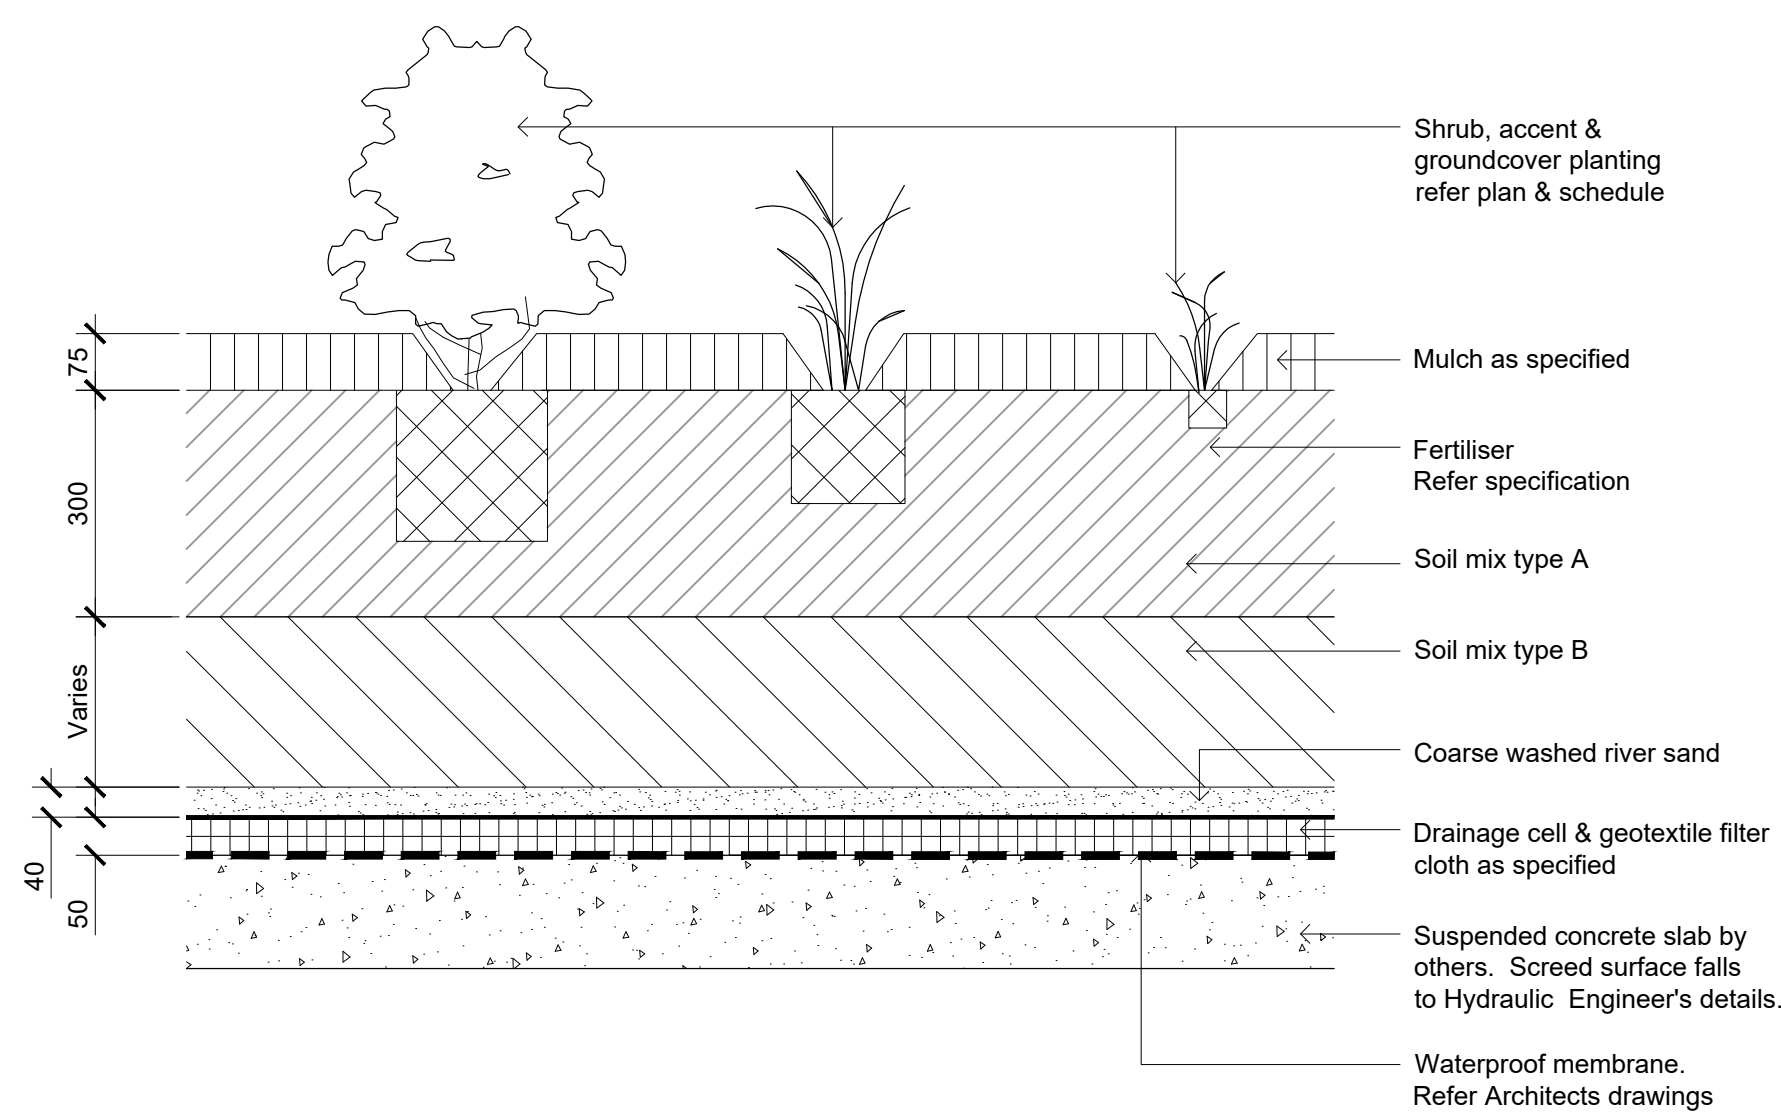 Shrub, accent &
groundcover planting
refer plan & schedule
75
Mulch as specified
Fertiliser
Refer specification
300
Soil mix type A
Soil mix type B
Varies
Coarse washed river sand
Drainage cell & geotextile filter
cloth as specified
40
50
Suspended concrete slab by
others.  Screed surface falls
to Hydraulic  Engineer's details.
Waterproof membrane.
Refer Architects drawings